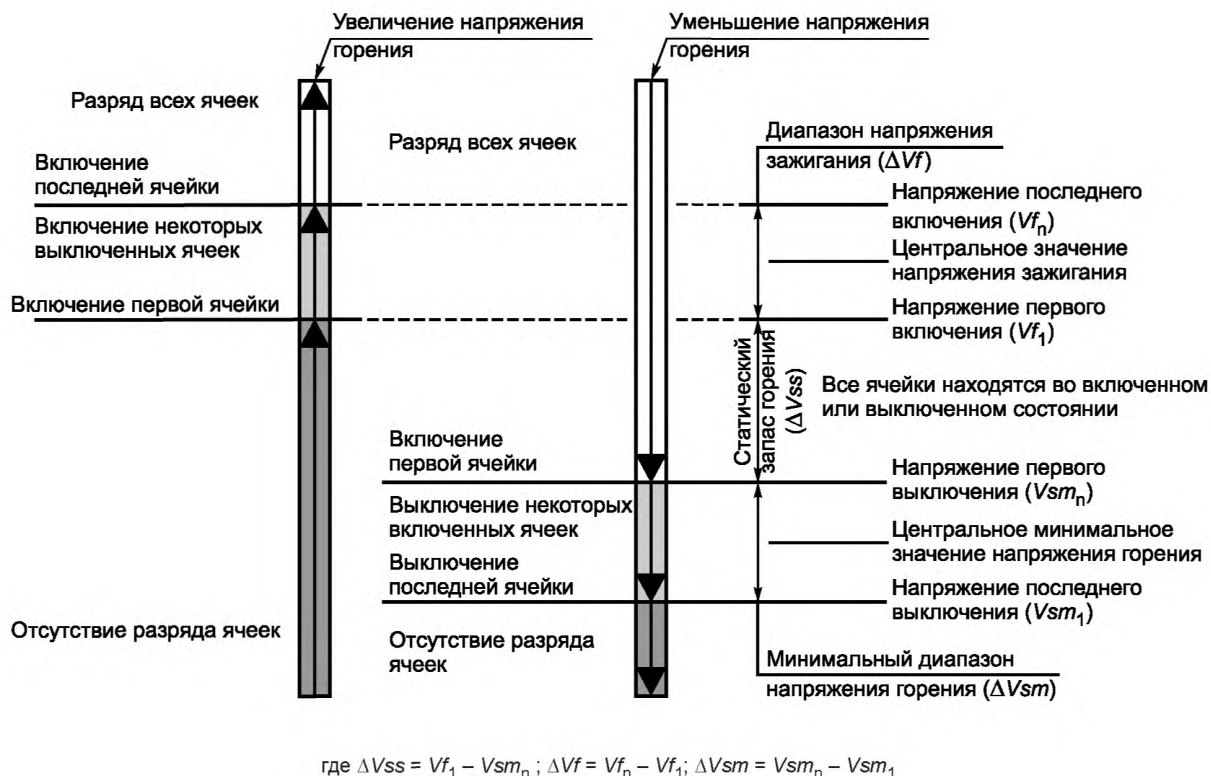 Увеличение напряжения
горения
Уменьшение напряжения
горения
Разряд всех ячеек
Разряд всех ячеек
Диапазон напряжения
зажигания (ΔVf)
Включение
последней ячейки
Напряжение последнего
включения (Vfn)
Включение некоторых
выключенных ячеек
Центральное значение
напряжения зажигания
Включение первой ячейки
Напряжение первого
включения (Vf1)
Статический
запас горения
(ΔVss)
Все ячейки находятся во включенном
или выключенном состоянии
Включение
первой ячейки
Напряжение первого
выключения (Vsmn)
Выключение некоторых
включенных ячеек
Центральное минимальное
значение напряжения горения
Выключение
последней ячейки
Напряжение последнего
выключения (Vsm1)
Отсутствие разряда ячеек
Отсутствие разряда
ячеек
Минимальный диапазон
напряжения горения (ΔVsm)
где ΔVss = Vf1 – Vsmn ; ΔVf = Vfn – Vf1; ΔVsm = Vsmn – Vsm1